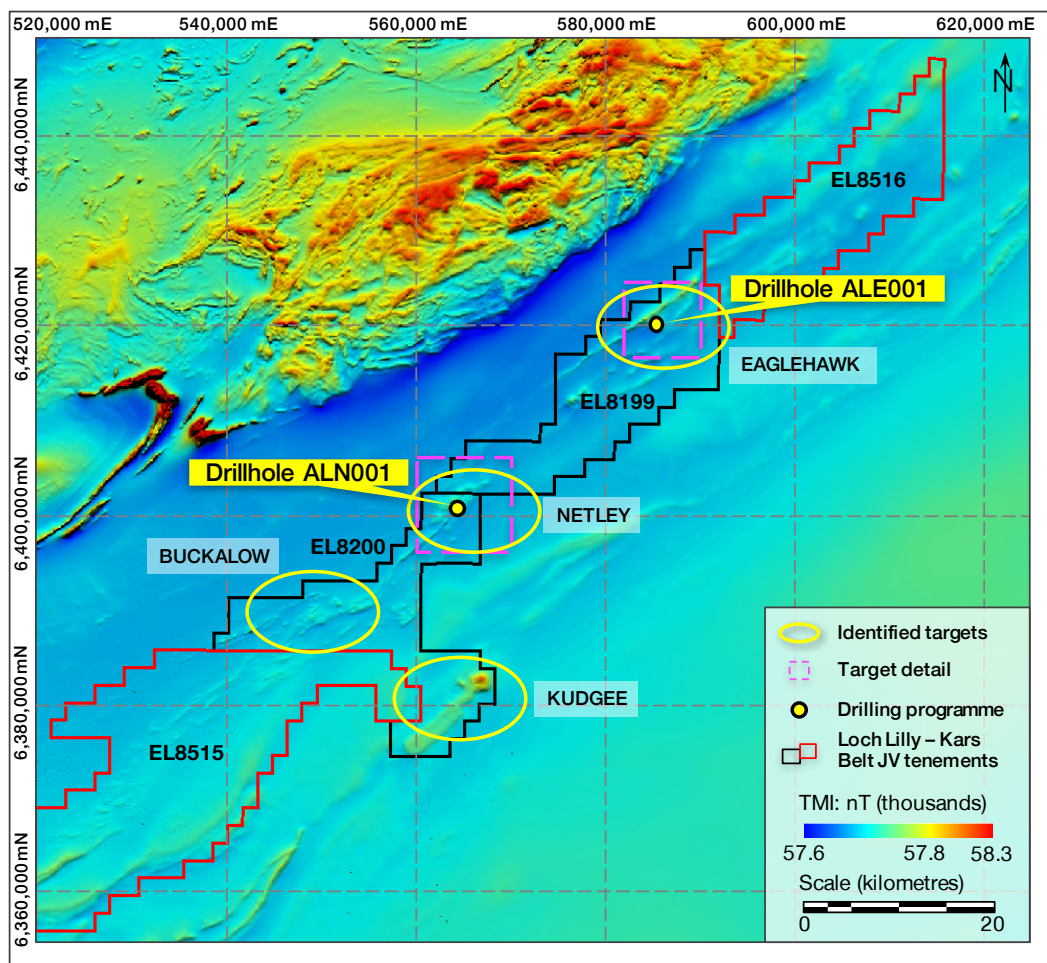 520,000 mE
540,000 mE
560,000 mE
580,000 mE
600,000 mE
620,000 mE
6,440,000 mN
6,420,000 mN
6,400,000 mN
6,380,000 mN
6,360,000 mN
N
EL8516
Drillhole ALE001
EAGLEHAWK
EL8199
Drillhole ALN001
NETLEY
EL8200
BUCKALOW
KUDGEE
EL8515
Identified targets
Target detail
Drilling programme
Loch Lilly – Kars
Belt JV tenements
TMI: nT (thousands)
57.6 57.8 58.3
Scale (kilometres)
0 20